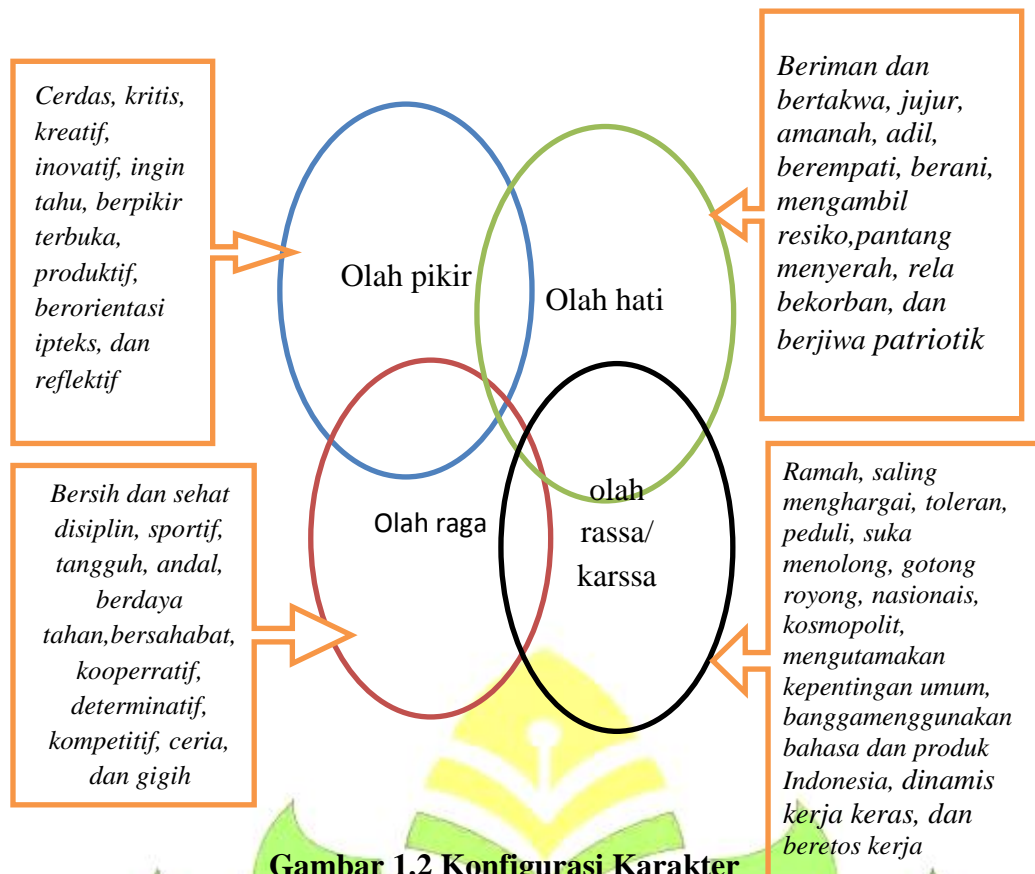 Cerdas, kritis,
kreatif,
inovatif, ingin
tahu, berpikir
terbuka,
produktif,
berorientasi
ipteks, dan
reflektif
Beriman dan
bertakwa, jujur,
amanah, adil,
berempati, berani,
mengambil
resiko,pantang
menyerah, rela
bekorban, dan
berjiwa patriotik
Olah pikir
Olah hati
Bersih dan sehat
disiplin, sportif,
tangguh, andal,
berdaya
tahan,bersahabat,
kooperratif,
determinatif,
kompetitif, ceria,
dan gigih
Olah raga
olah
rassa/
karssa
Ramah, saling
menghargai, toleran,
peduli, suka
menolong, gotong
royong, nasionais,
kosmopolit,
mengutamakan
kepentingan umum,
banggamenggunakan
bahasa dan produk
Indonesia, dinamis
kerja keras, dan
beretos kerja
Gambar 1.2 Konfigurasi Karakter